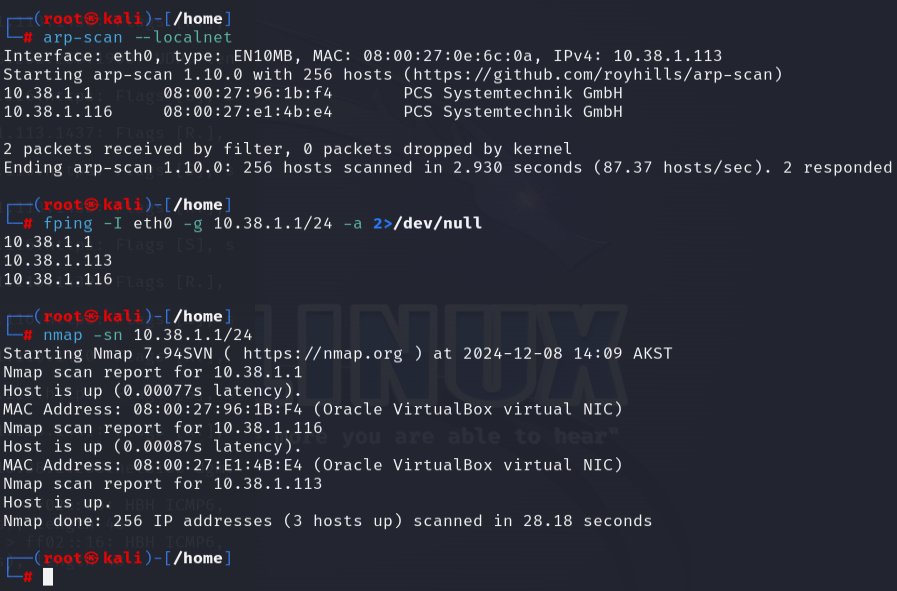 ┌──(root㉿kali)-[/home]
└─# arp-scan --localnet
Interface: eth0, type: EN10MB, MAC: 08:00:27:0e:6c:0a, IPv4: 10.38.1.113
Starting arp-scan 1.10.0 with 256 hosts (https://github.com/royhills/arp-scan)
10.38.1.1       08:00:27:96:1b:f4       PCS Systemtechnik GmbH
10.38.1.116     08:00:27:e1:4b:e4       PCS Systemtechnik GmbH
2 packets received by filter, 0 packets dropped by kernel
Ending arp-scan 1.10.0: 256 hosts scanned in 2.930 seconds (87.37 hosts/sec). 2 responded
┌──(root㉿kali)-[/home]
└─# fping -I eth0 -g 10.38.1.1/24 -a 2>/dev/null
10.38.1.1
10.38.1.113
10.38.1.116
┌──(root㉿kali)-[/home]
└─# nmap -sn 10.38.1.1/24
Starting Nmap 7.94SVN ( https://nmap.org ) at 2024-12-08 14:09 AKST
Nmap scan report for 10.38.1.1
Host is up (0.00077s latency).
MAC Address: 08:00:27:96:1B:F4 (Oracle VirtualBox virtual NIC)
Nmap scan report for 10.38.1.116
Host is up (0.00087s latency).
MAC Address: 08:00:27:E1:4B:E4 (Oracle VirtualBox virtual NIC)
Nmap scan report for 10.38.1.113
Host is up.
Nmap done: 256 IP addresses (3 hosts up) scanned in 28.18 seconds
┌──(root㉿kali)-[/home]
└─#
LINUX
you are able to hear"